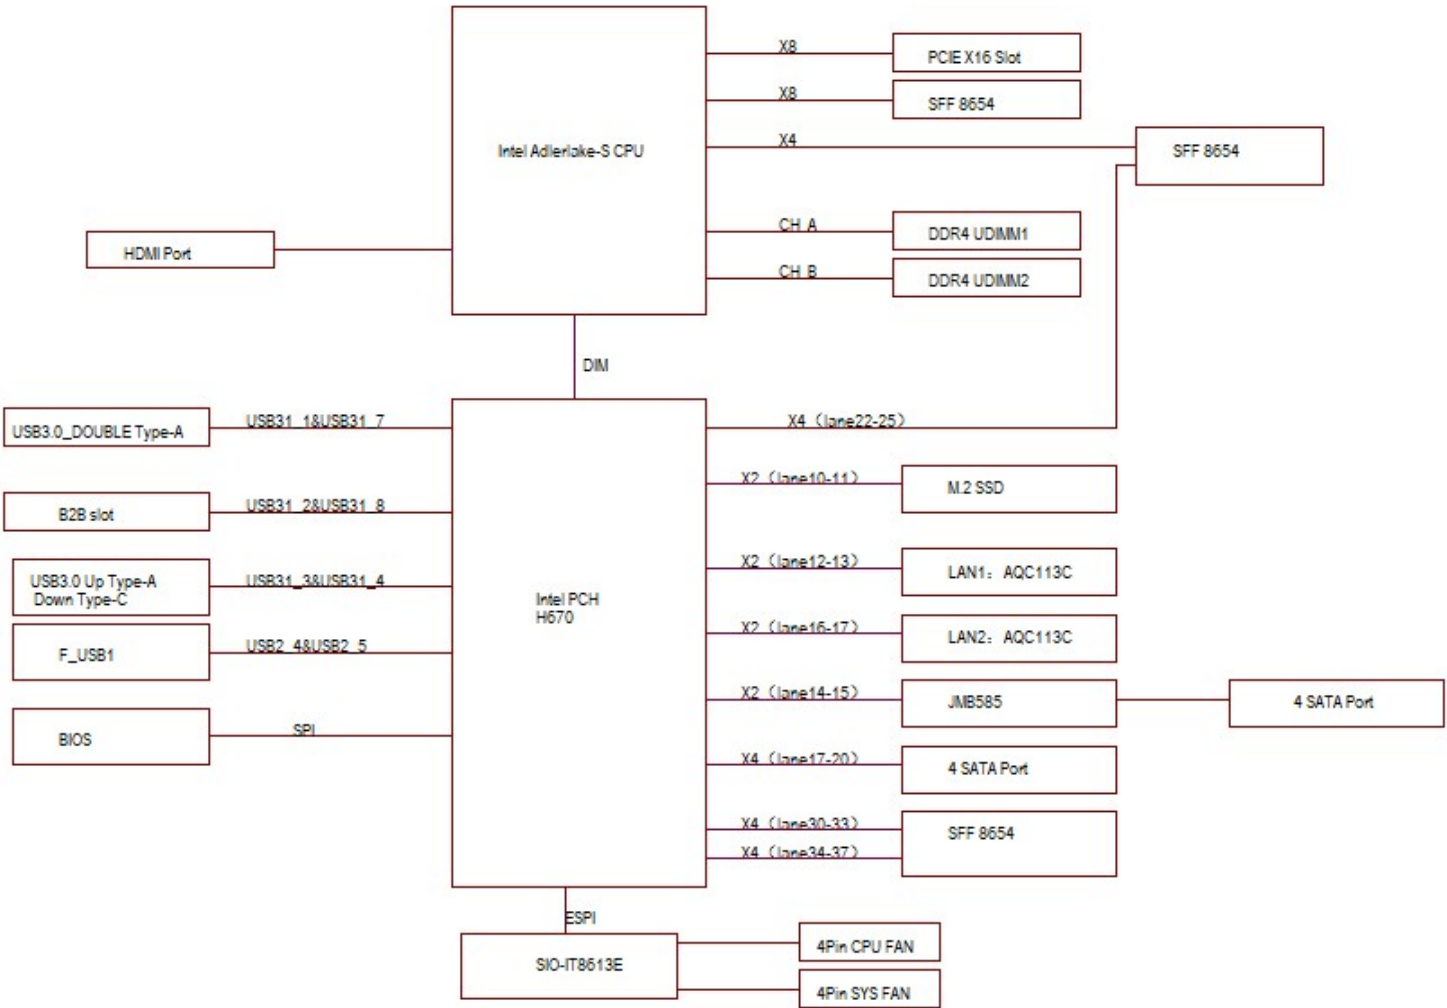 X8
PCIE X16 Slot
X8
SFF 8654
Intel Adlerlake-S CPU
X4
SFF 8654
CH A
DDR4 UDIMM1
HDMI Port
CH B
DDR4 UDIMM2
DIM
USB3.0_DOUBLE Type-A
USB31_1&USB31_7
X4（lane22-25）
X2（lane10-11）
M.2 SSD
B2B slot
USB31_2&USB31_8
X2（lane12-13）
LAN1：AQC113C
USB3.0 Up Type-A
Down Type-C
USB31_3&USB31_4
Intel PCH
H670
X2（lane16-17）
LAN2：AQC113C
F_USB1
USB2_4&USB2_5
X2（lane14-15）
JMB585
4 SATA Port
BIOS
SPI
X4（lane17-20）
4 SATA Port
X4（lane30-33）
SFF 8654
X4（lane34-37）
ESPI
SIO-IT8613E
4Pin CPU FAN
4Pin SYS FAN